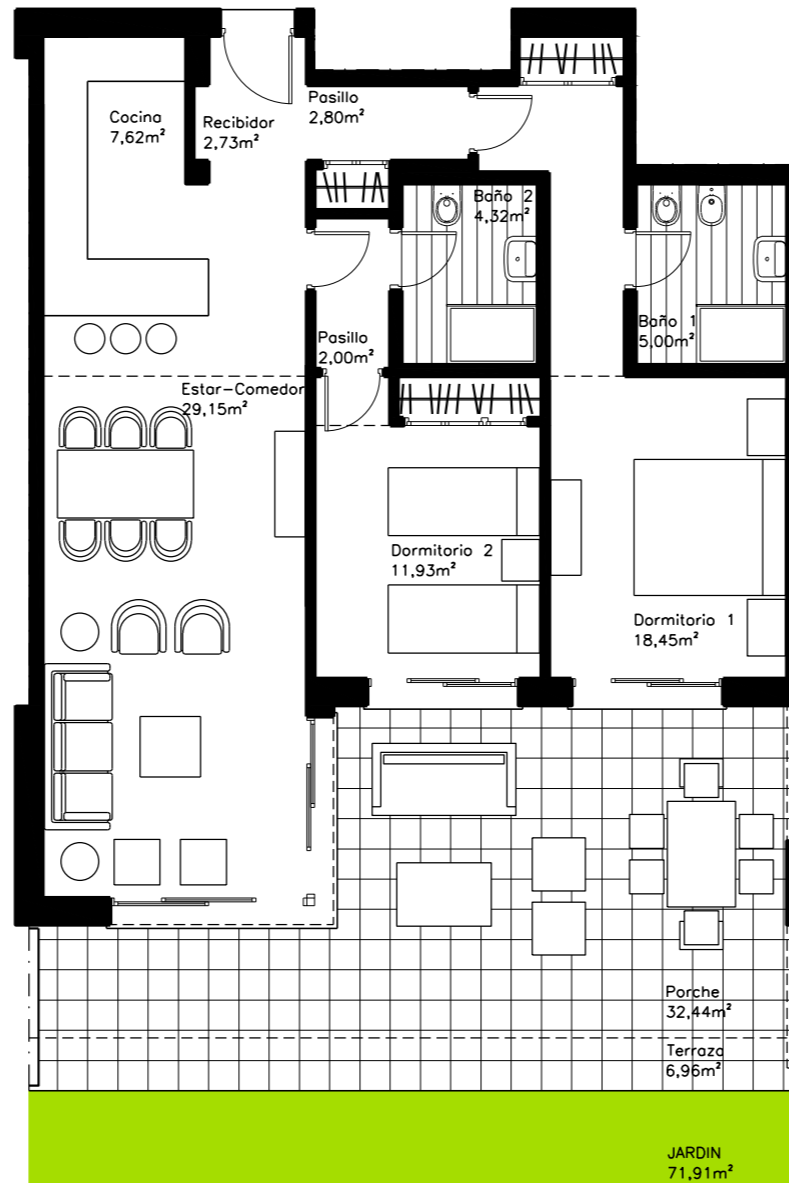 Cocina
7,62m²
Recibidor
2,73m²
Pasillo
2,80m²
Baño 2
4,32m²
Baño 1
5,00m²
Pasillo
2,00m²
Estar-Comedor
29,15m²
Dormitorio 2
11,93m²
Dormitorio 1
18,45m²
Porche
32,44m²
Terraza
6,96m²
JARDIN
71,91m²